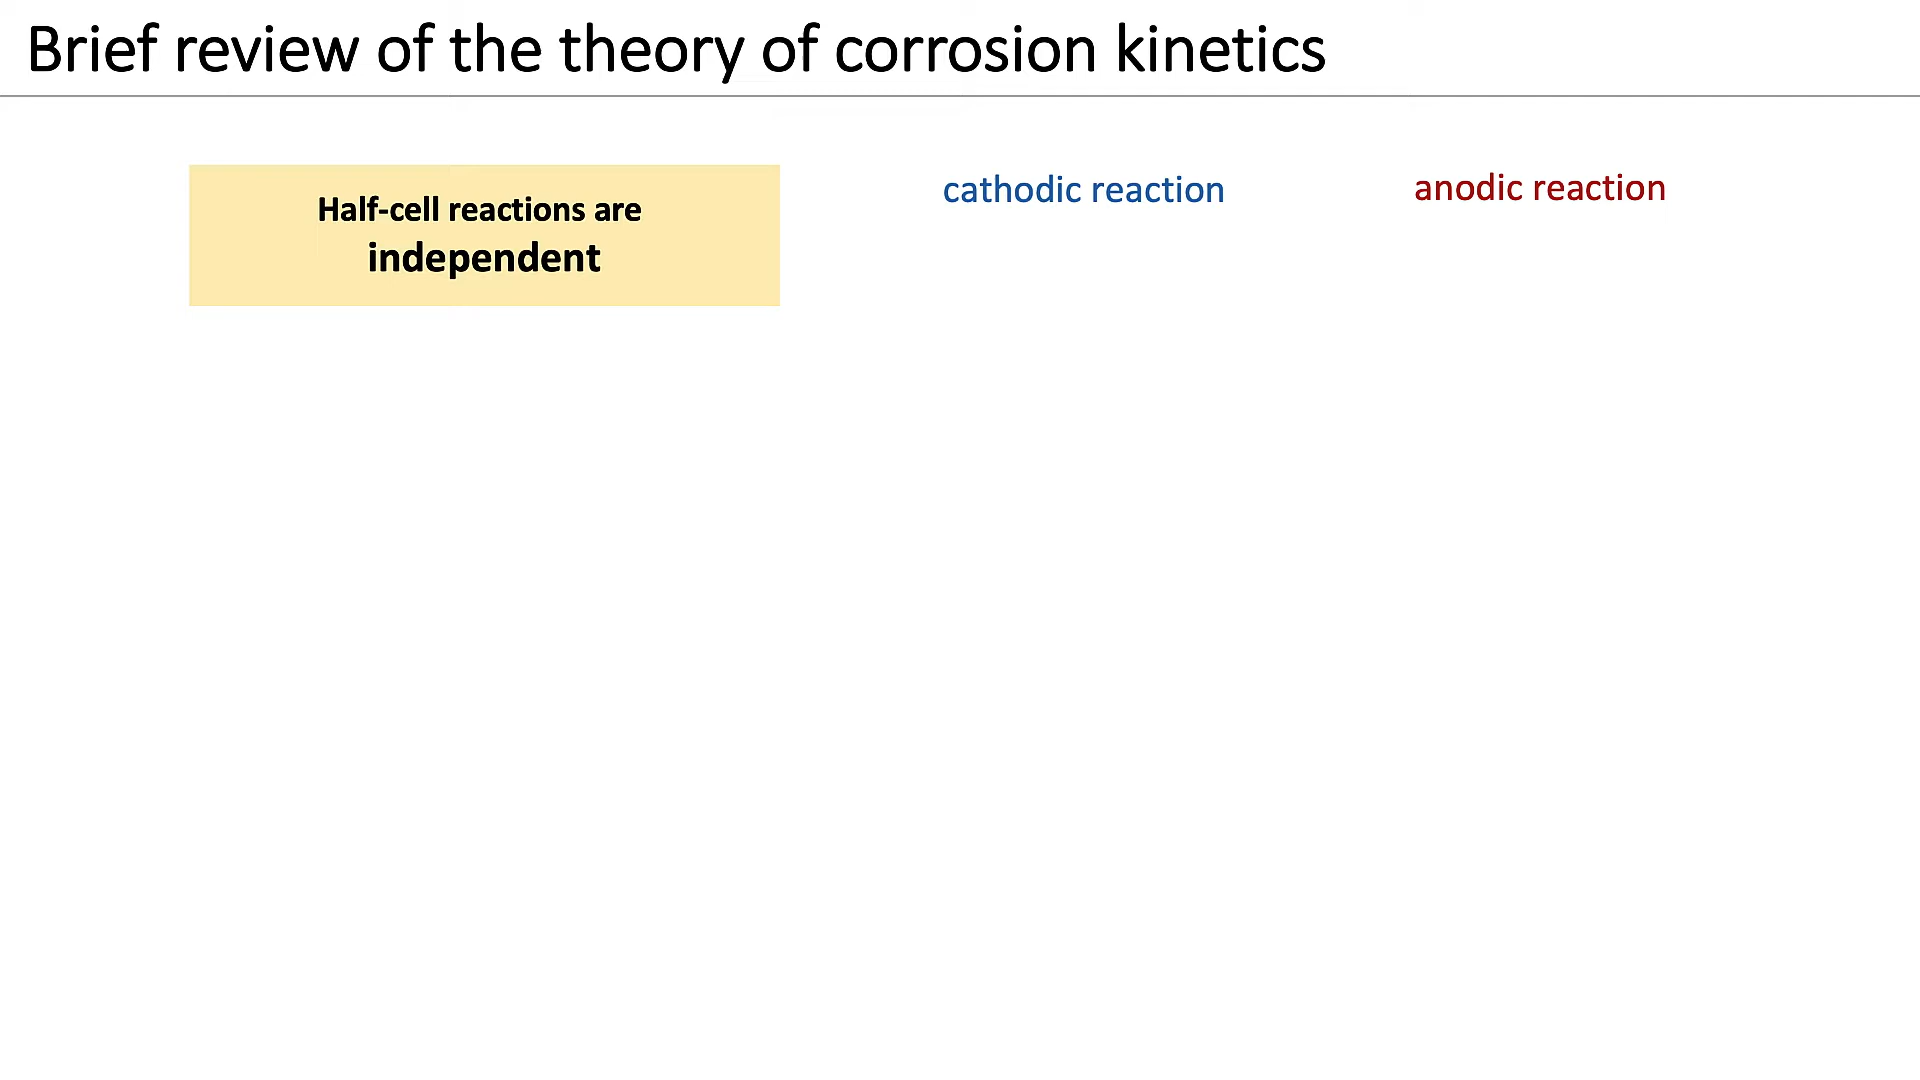 Brief review of the theory of corrosion kinetics
Half-cell reactions are
independent
cathodic reaction
anodic reaction